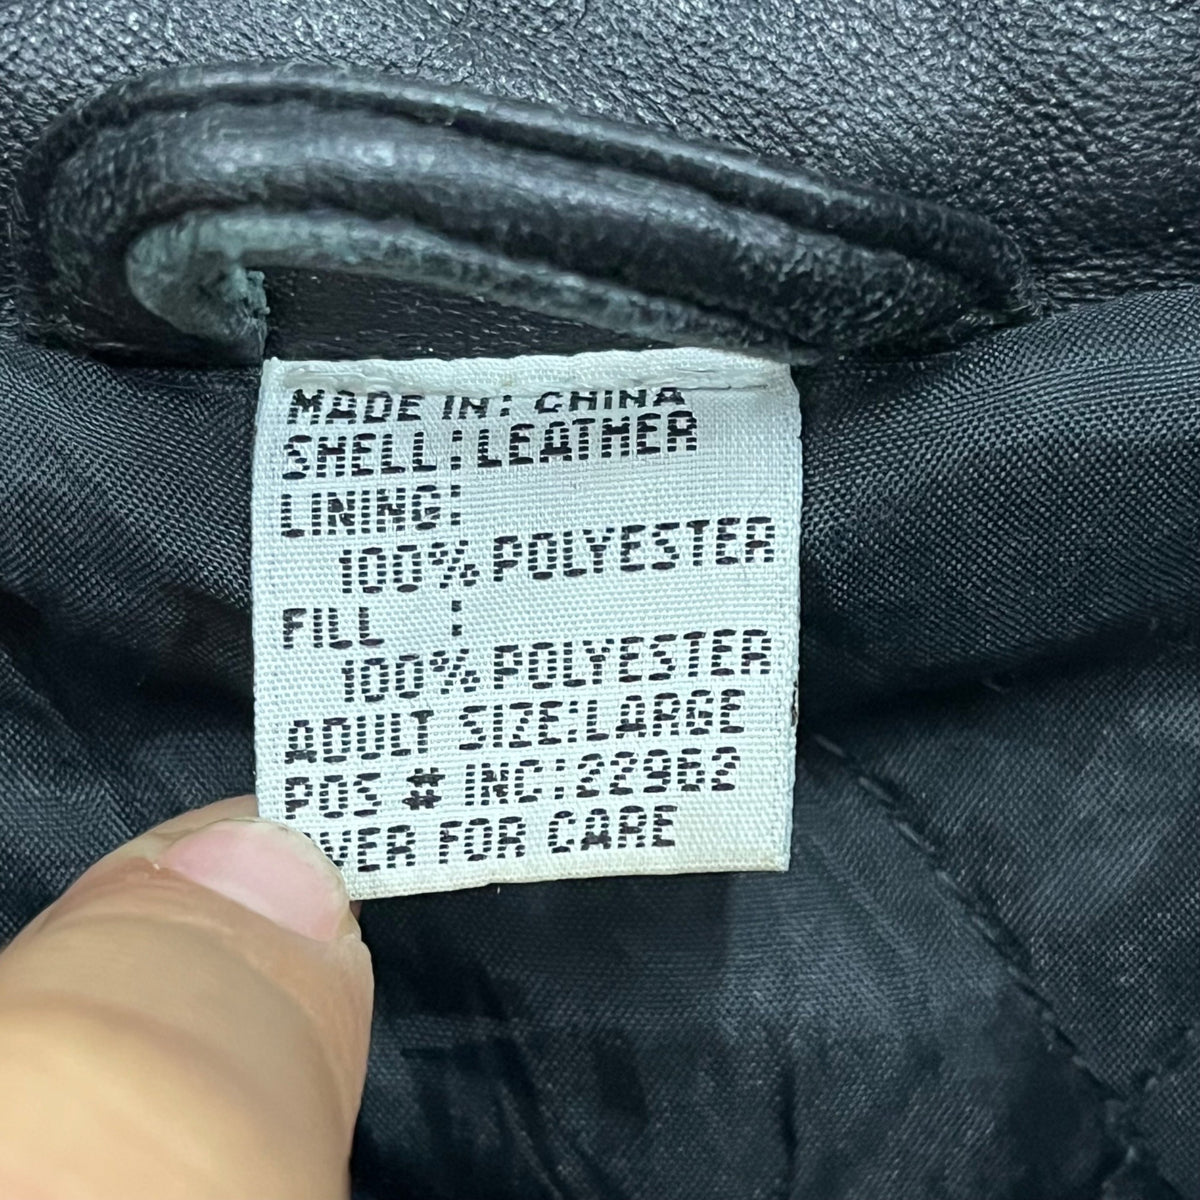 MADE IN: CHINA
SHELL:LEATHER
LINING:
100% POLYESTER
FILL :
100% POLYESTER
ADULT SIZE:LARGE
POS # INC:22962
FOR CARE